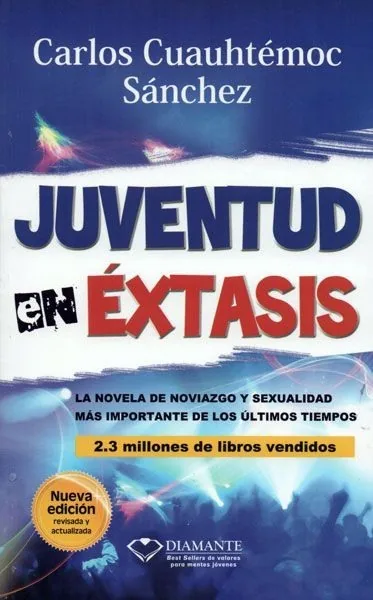 Carlos Cuauhtémoc
Sánchez
JUVENTUD
en ÉXTASIS
LA NOVELA DE NOVIAZGO Y SEXUALIDAD
MÁS IMPORTANTE DE LOS ÚLTIMOS TIEMPOS
2.3 millones de libros vendidos
Nueva
edición
revisada y
actualizada
DIAMANTE
Best Sellers de valores
para mentes jóvenes